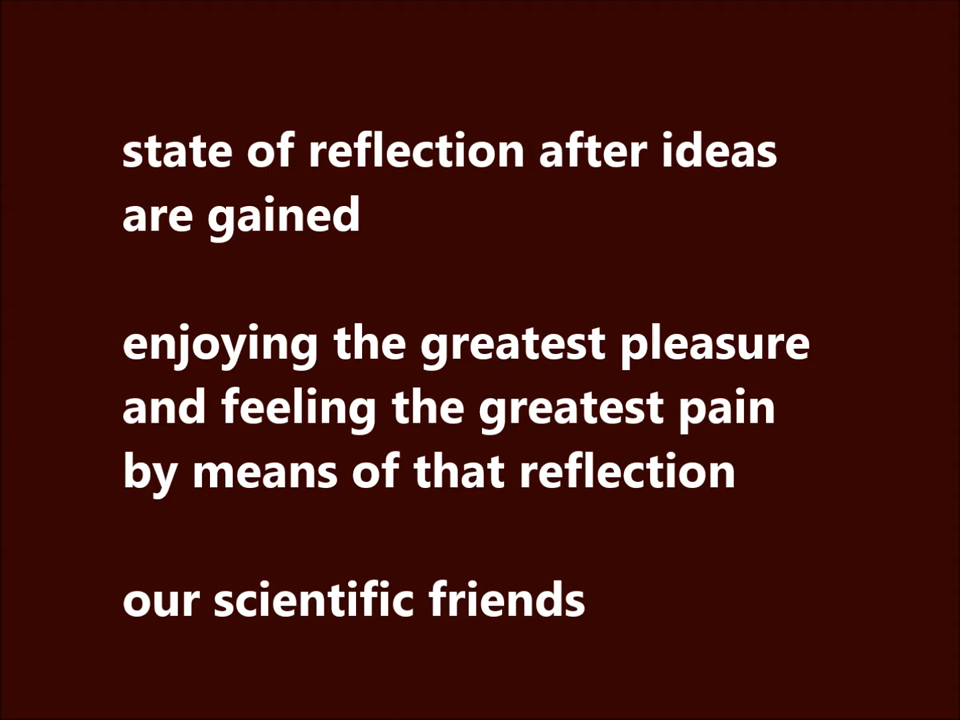 state of reflection after ideas
are gained
enjoying the greatest pleasure
and feeling the greatest pain
by means of that reflection
our scientific friends